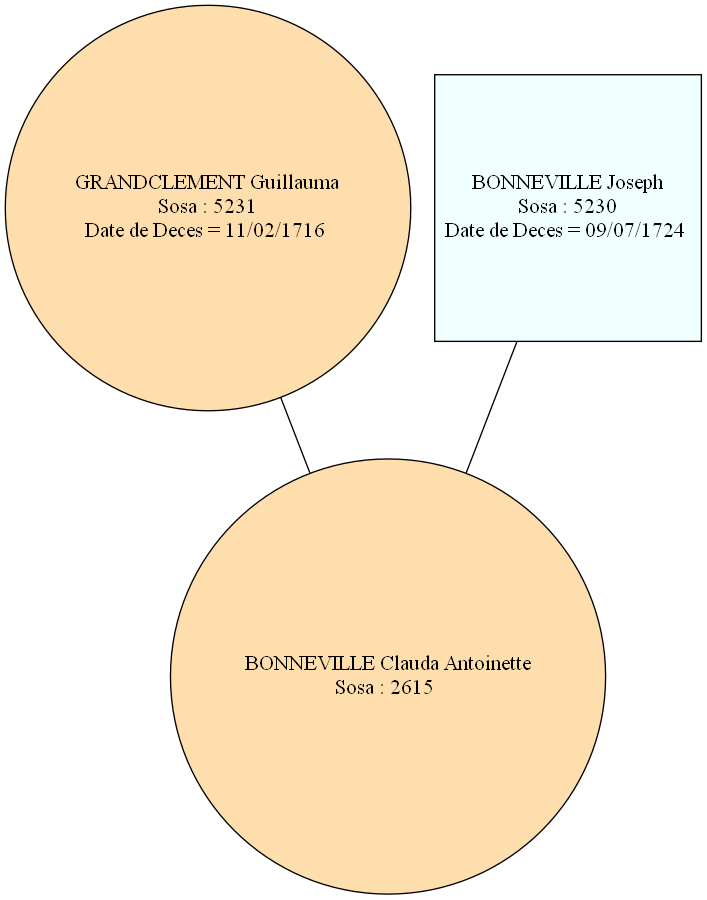 GRANDCLEMENT Guillauma
Sosa : 5231
Date de Deces = 11/02/1716
BONNEVILLE Joseph
Sosa : 5230
Date de Deces = 09/07/1724
BONNEVILLE Clauda Antoinette
Sosa : 2615